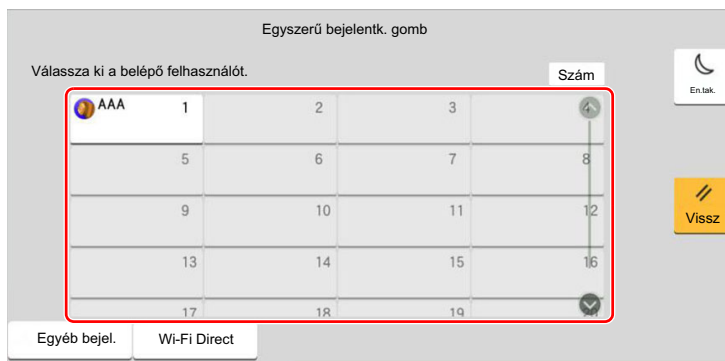 Egyszerű bejelentk. gomb
Válassza ki a belépő felhasználót.
Szám
En.tak.
AAA 1 2 3 4
5 6 7 8
9 10 11 12
Vissz
13 14 15 16
17 18 19
Egyéb bejel. Wi-Fi Direct